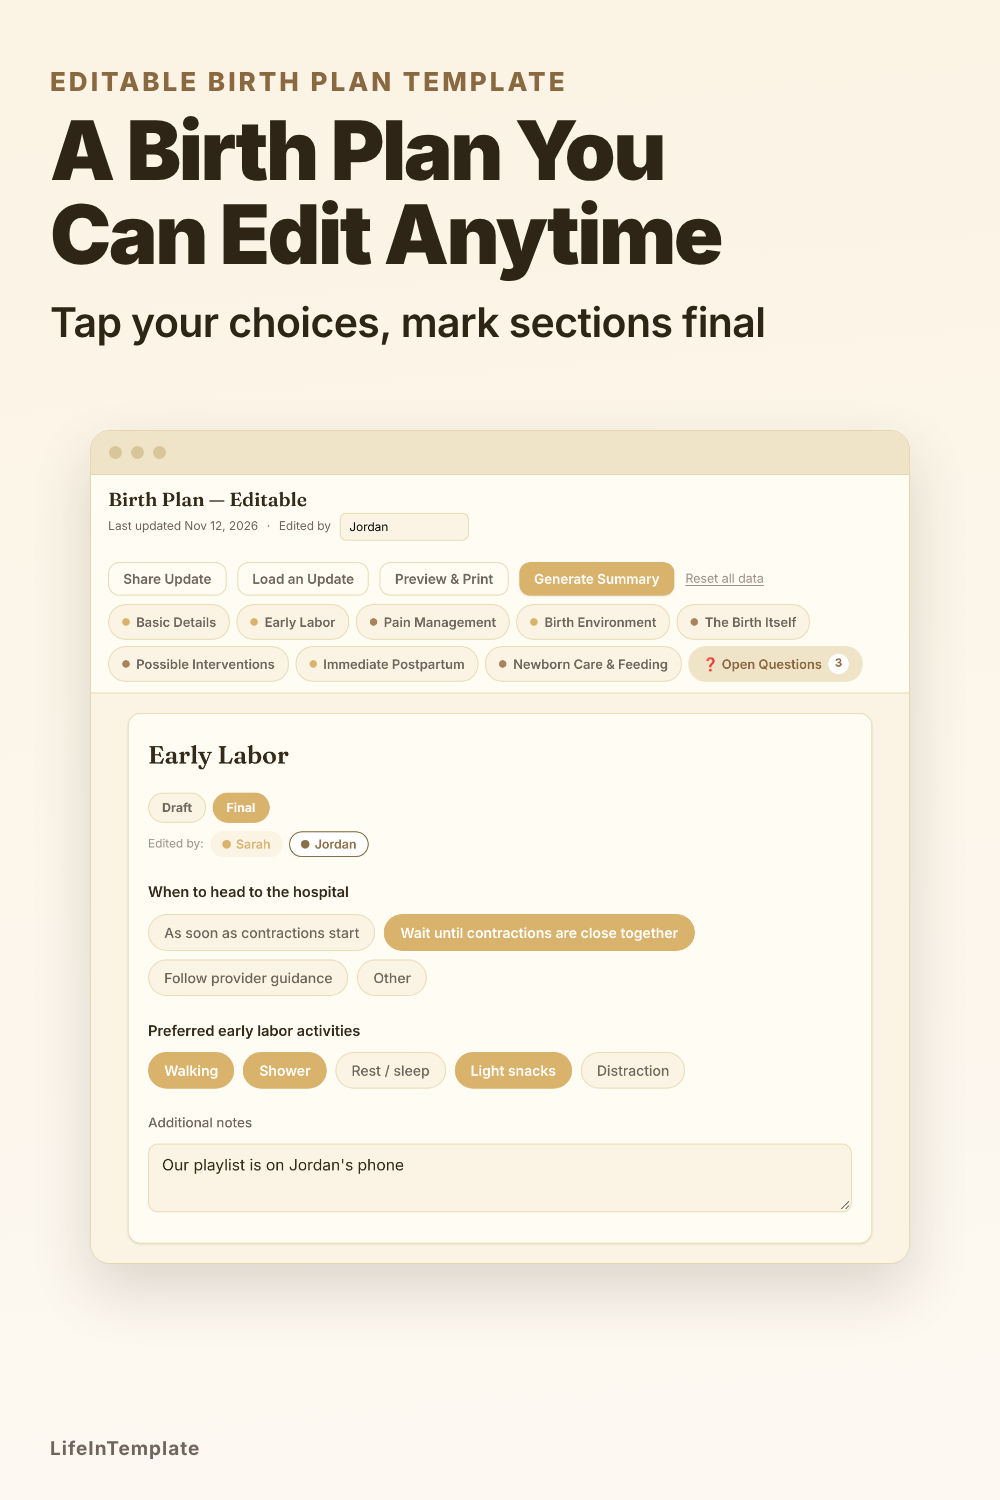 EDITABLE BIRTH PLAN TEMPLATE
A Birth Plan You
Can Edit Anytime
Tap your choices, mark sections final
Birth Plan — Editable
Last updated Nov 12, 2026 · Edited by Jordan
Share Update Load an Update Preview & Print Generate Summary Reset all data
Basic Details Early Labor Pain Management Birth Environment The Birth Itself
Possible Interventions Immediate Postpartum Newborn Care & Feeding ❓ Open Questions 3
Early Labor
Draft Final
Edited by: Sarah Jordan
When to head to the hospital
As soon as contractions start Wait until contractions are close together
Follow provider guidance Other
Preferred early labor activities
Walking Shower Rest / sleep Light snacks Distraction
Additional notes
Our playlist is on Jordan's phone
LifeInTemplate